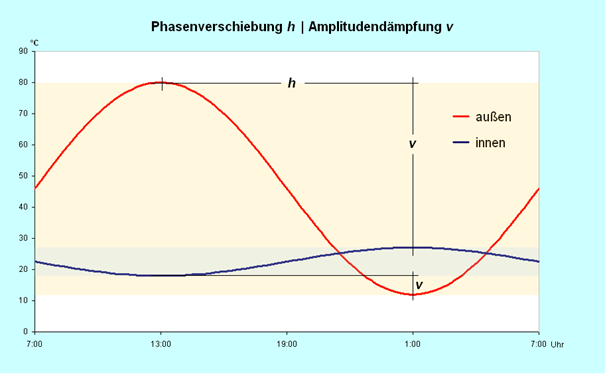 Phasenverschiebung h | Amplitudendämpfung v
°C
90
80
70
60
50
40
30
20
10
0
h
v
v
außen
innen
7:00 13:00 19:00 1:00 7:00 Uhr